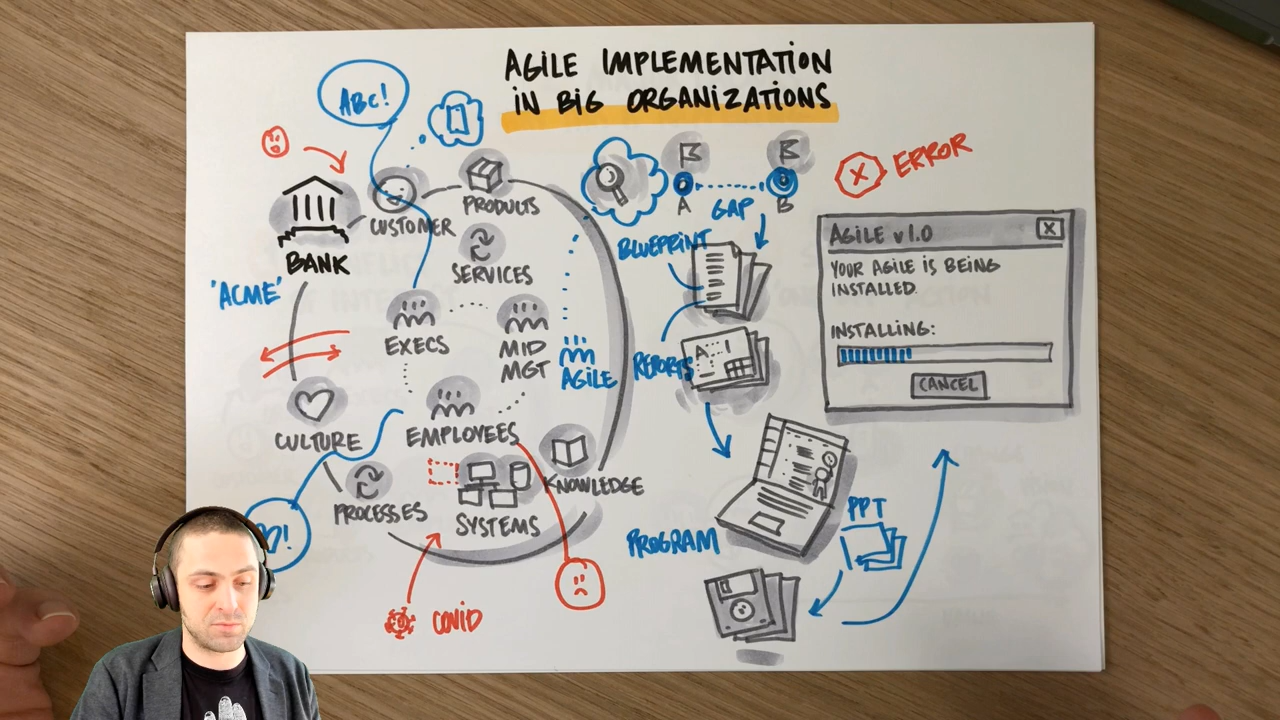 AGILE IMPLEMENTATION
IN BIG ORGANIZATIONS
ABC!
BANK
'ACME'
CUSTOMER
PRODUCTS
SERVICES
EXECS
MID
MGT
AGILE
EMPLOYEES
CULTURE
PROCESSES
SYSTEMS
KNOWLEDGE
COVID
A
GAP
B
BLUEPRINT
REPORTS
A
PROGRAM
PPT
X ERROR
AGILE v1.0
X
YOUR AGILE IS BEING
INSTALLED
INSTALLING:
CANCEL